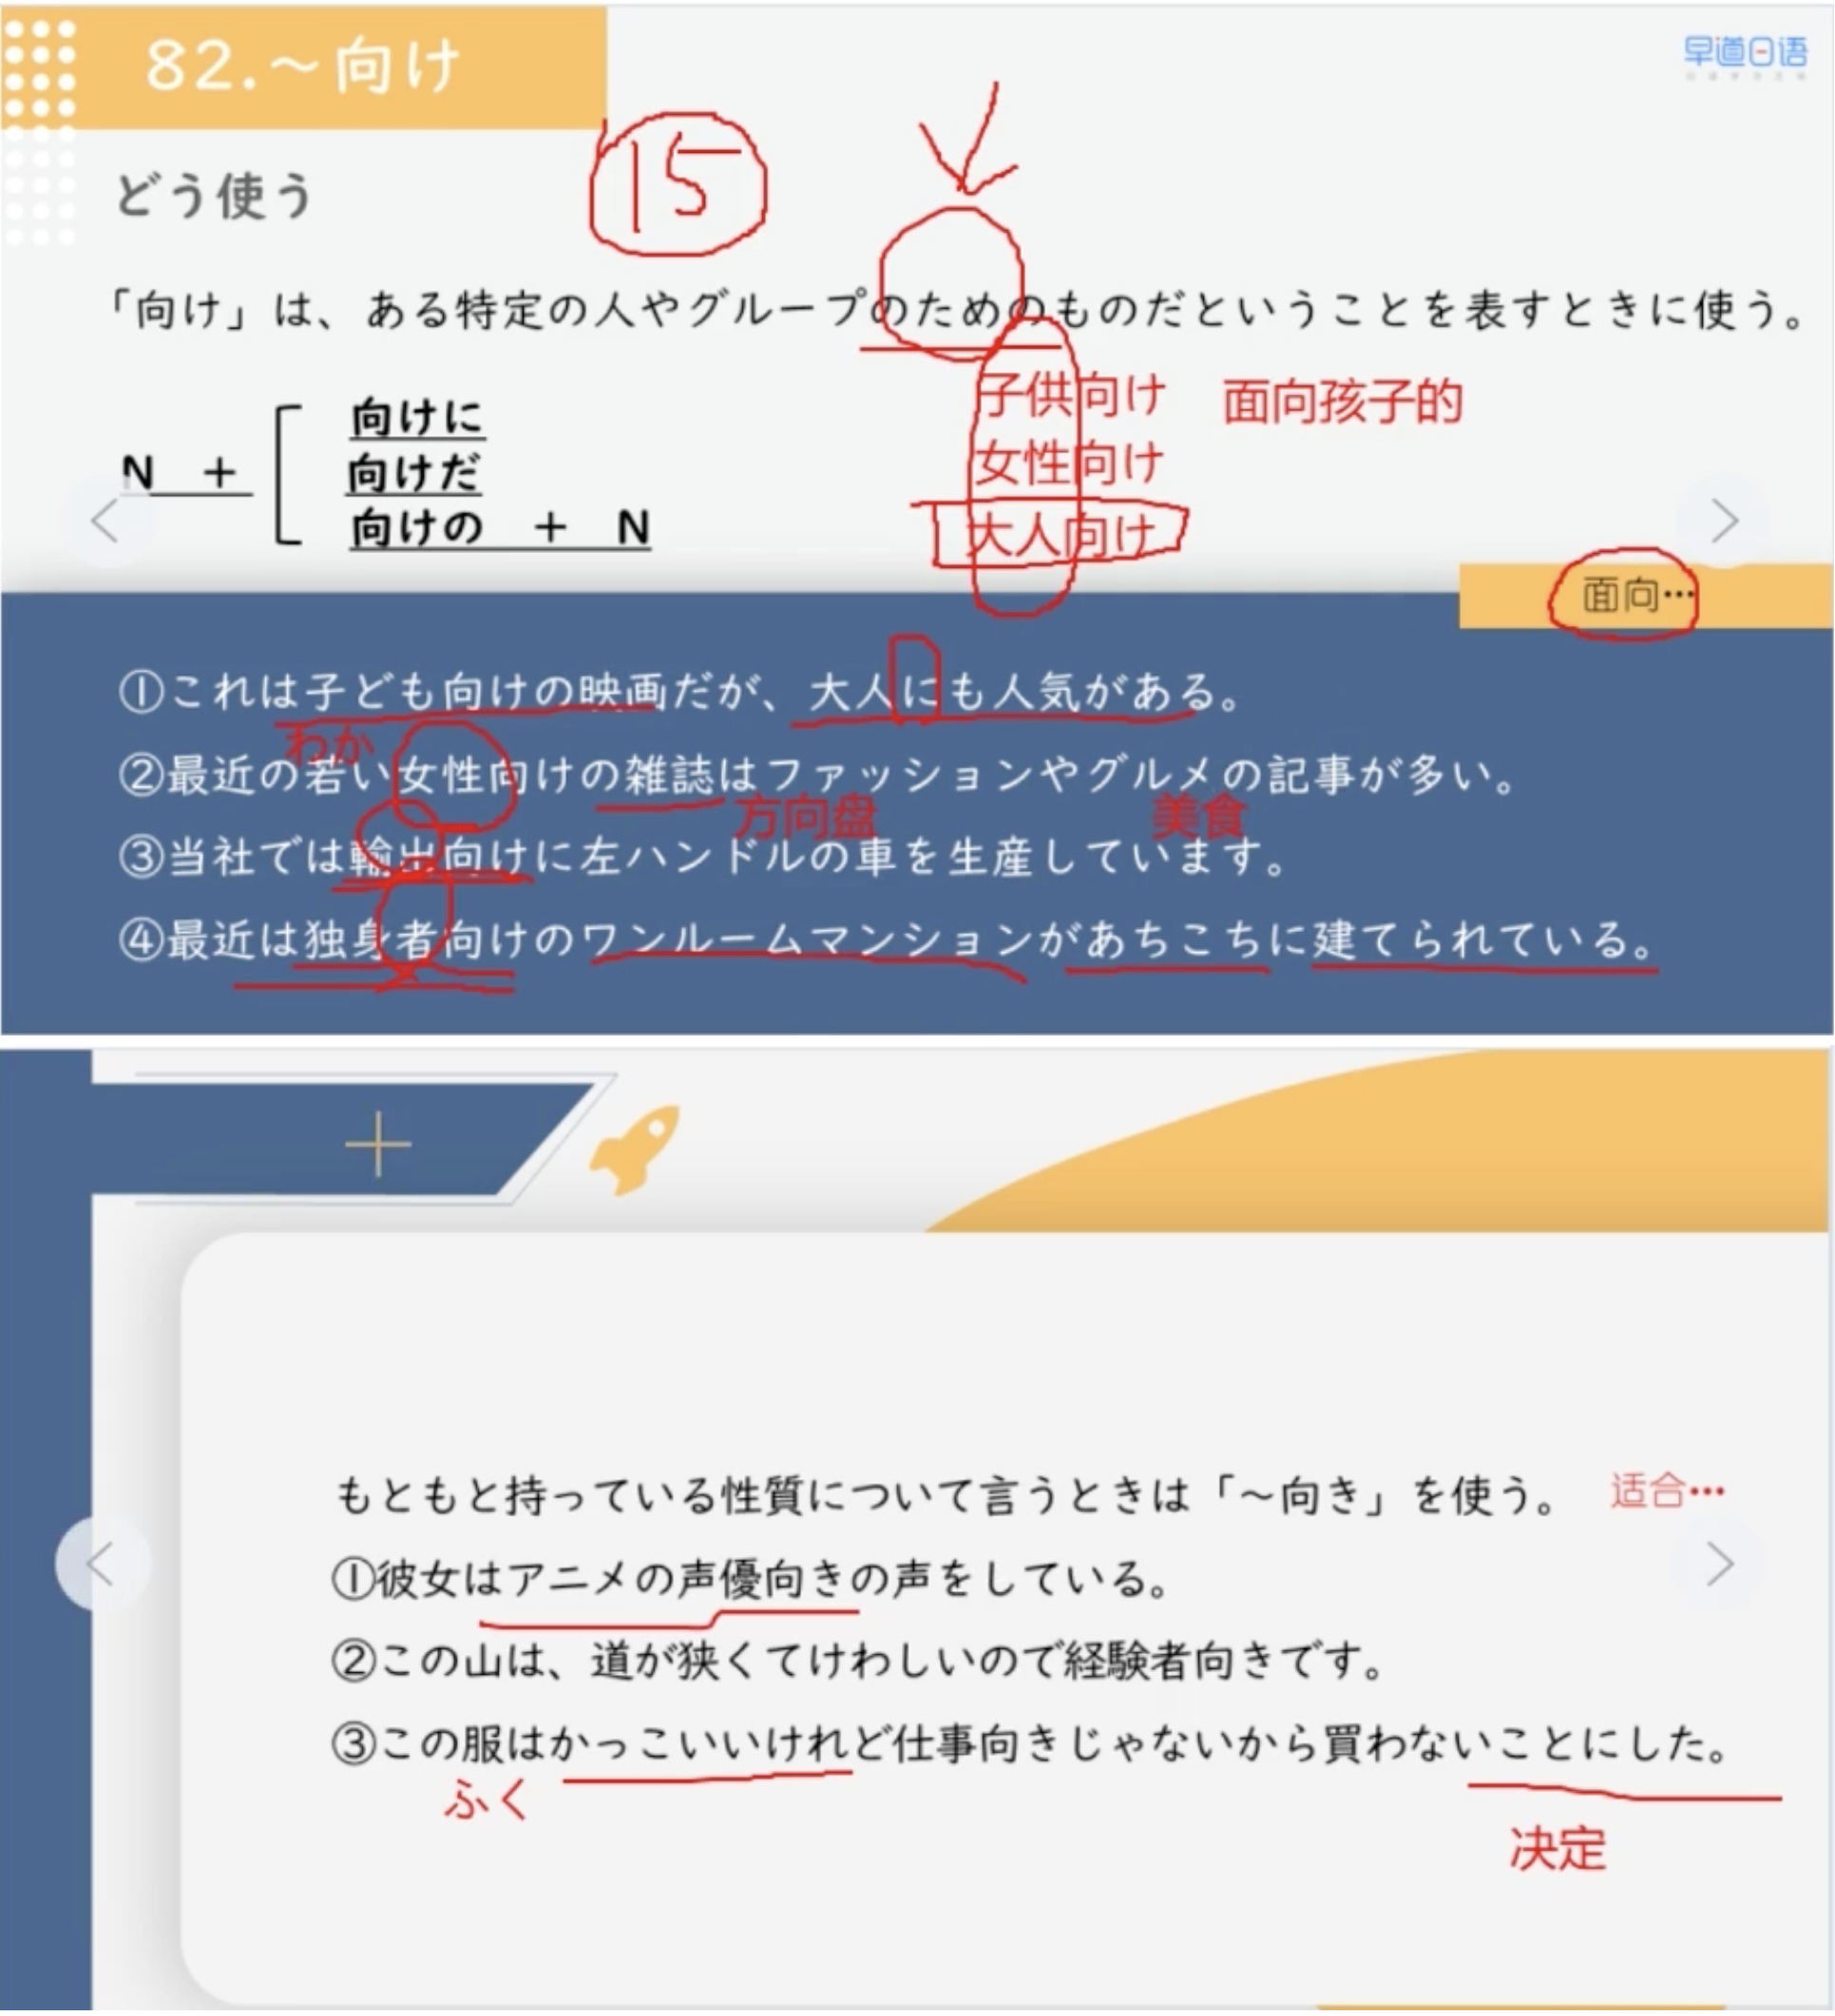 82.～向け
早道日语
どう使う
15
「向け」は、ある特定の人やグループのためのものだということを表すときに使う。
子供向け 面向孩子的
女性向け
大人向け
向けに
N + 向けだ
向けの + N
面向…
①これは子ども向けの映画だが、大人にも人気がある。
わか
②最近の若い女性向けの雑誌はファッションやグルメの記事が多い。
方向盘 美食
③当社では輸出向けに左ハンドルの車を生産しています。
④最近は独身者向けのワンルームマンションがあちこちに建てられている。
もともと持っている性質について言うときは「～向き」を使う。 适合…
①彼女はアニメの声優向きの声をしている。
②この山は、道が狭くてけわしいので経験者向きです。
③この服はかっこいいけれど仕事向きじゃないから買わないことにした。
ふく
决定